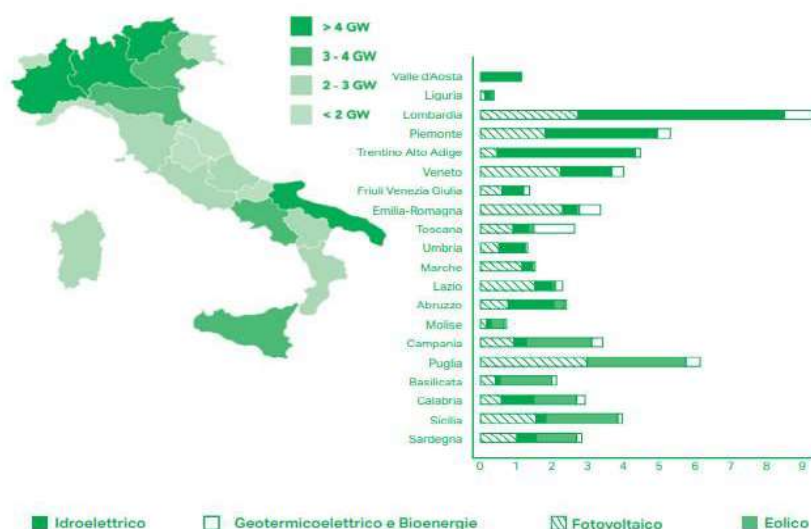 > 4 GW
3 - 4 GW
2 - 3 GW
< 2 GW
Valle d'Aosta
Liguria
Lombardia
Piemonte
Trentino Alto Adige
Veneto
Friuli Venezia Giulia
Emilia-Romagna
Toscana
Umbria
Marche
Lazio
Abruzzo
Molise
Campania
Puglia
Basilicata
Calabria
Sicilia
Sardegna
0 1 2 3 4 5 6 7 8 9
Idroelettrico Geotermicoelettrico e Bioenergie Fotovoltaico Eolico